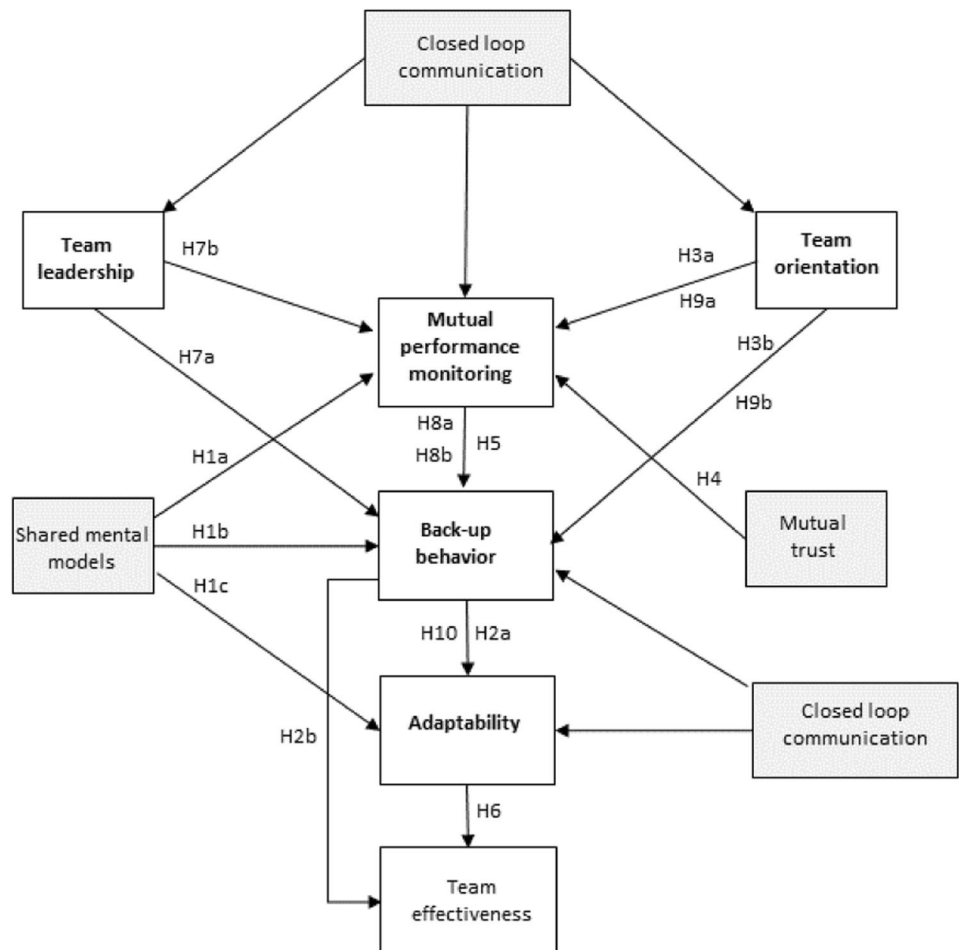 Closed loop
communication
Team
leadership
H7b
H3a
Team
orientation
H9a
Mutual
performance
monitoring
H7a
H3b
H9b
H8a
H5
H8b
H1a
H4
Shared mental
models
H1b
Back-up
behavior
Mutual
trust
H1c
H10
H2a
Adaptability
Closed loop
communication
H2b
H6
Team
effectiveness